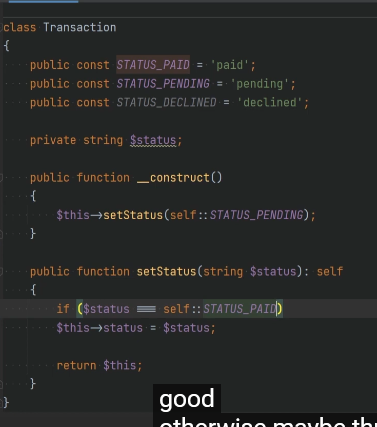 class Transaction
{
public const STATUS_PAID = 'paid';
public const STATUS_PENDING = 'pending';
public const STATUS_DECLINED = 'declined';
private string $status;
public function __construct()
{
$this->setStatus(self::STATUS_PENDING);
}
public function setStatus(string $status): self
{
if ($status === self::STATUS_PAID)
$this->status = $status;
return $this;
}
}
good
otherwise maybe